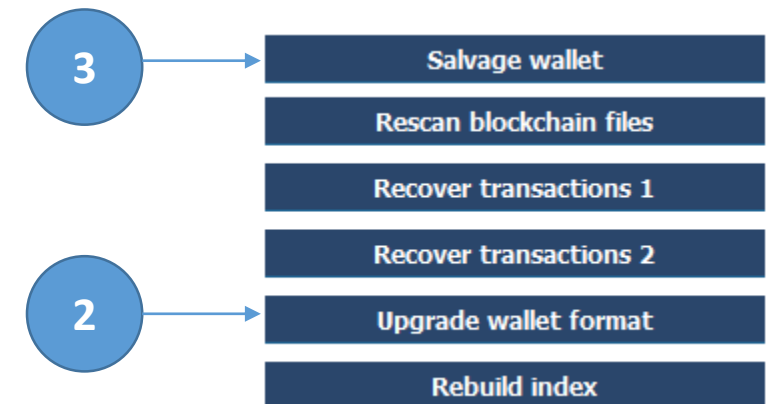 3
Salvage wallet
Rescan blockchain files
Recover transactions 1
Recover transactions 2
2
Upgrade wallet format
Rebuild index